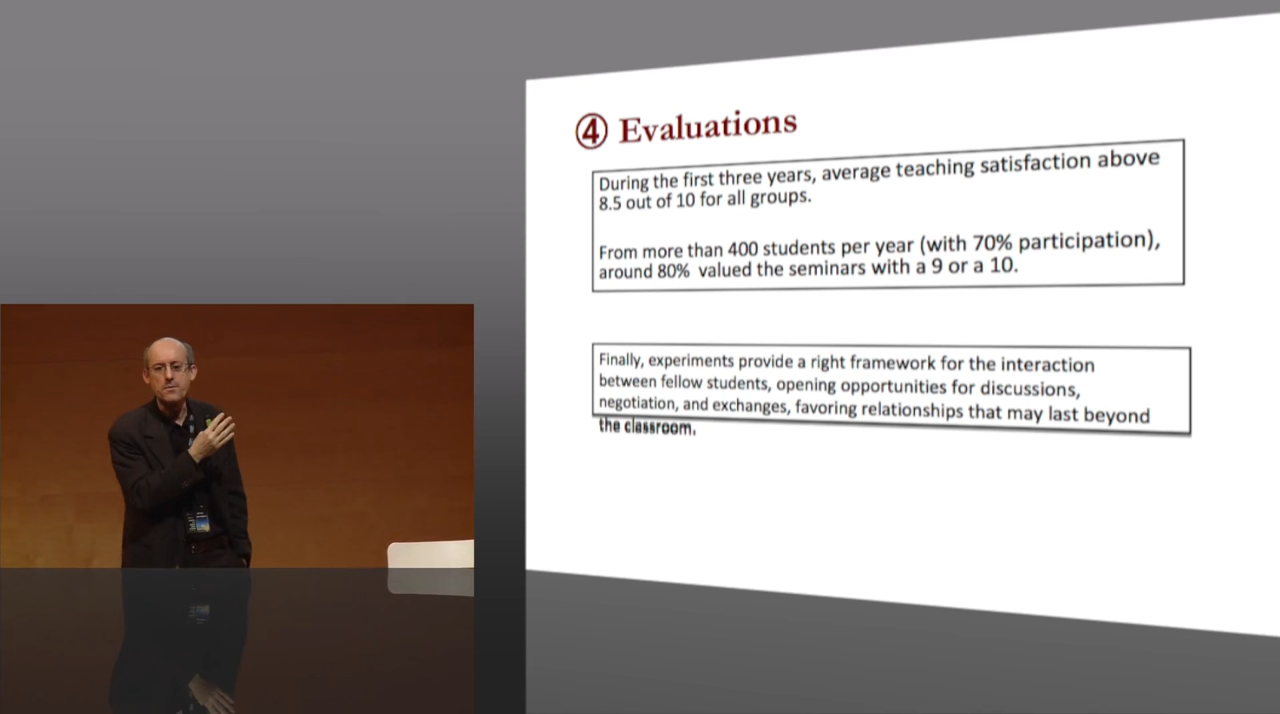 ④ Evaluations
During the first three years, average teaching satisfaction above
8.5 out of 10 for all groups.
From more than 400 students per year (with 70% participation),
around 80% valued the seminars with a 9 or a 10.
Finally, experiments provide a right framework for the interaction
between fellow students, opening opportunities for discussions,
negotiation, and exchanges, favoring relationships that may last beyond
the classroom.